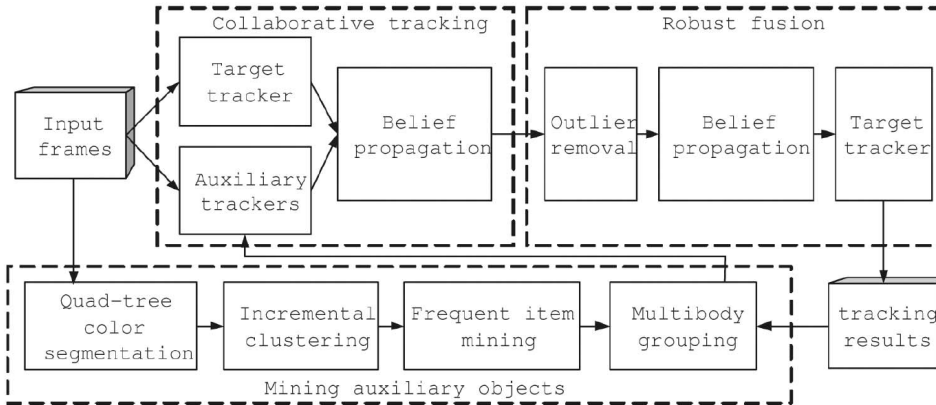 Collaborative tracking
Robust fusion
Input
frames
Target
tracker
Auxiliary
trackers
Belief
propagation
Outlier
removal
Belief
propagation
Target
tracker
Quad-tree
color
segmentation
Incremental
clustering
Frequent item
mining
Multibody
grouping
tracking
results
Mining auxiliary objects